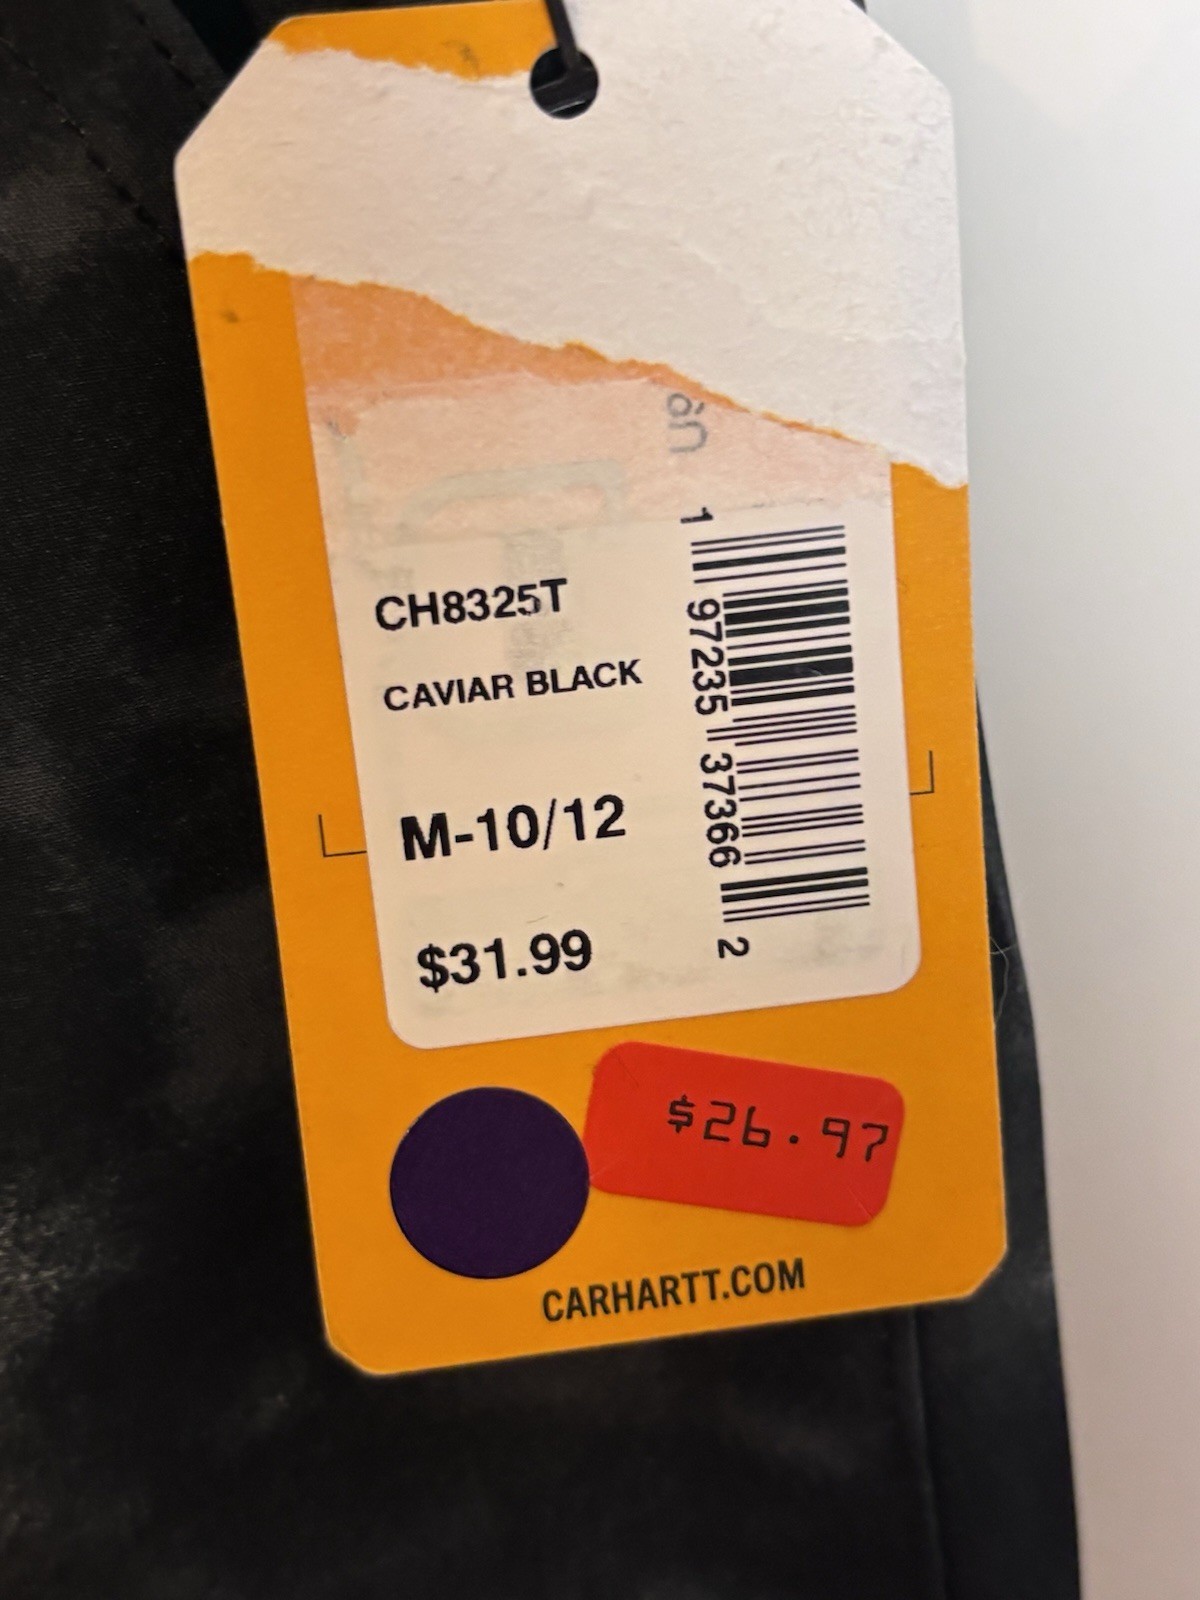 CH8325T
CAVIAR BLACK
M-10/12
$31.99
1 97235 37366 2
$26.97
CARHARTT.COM